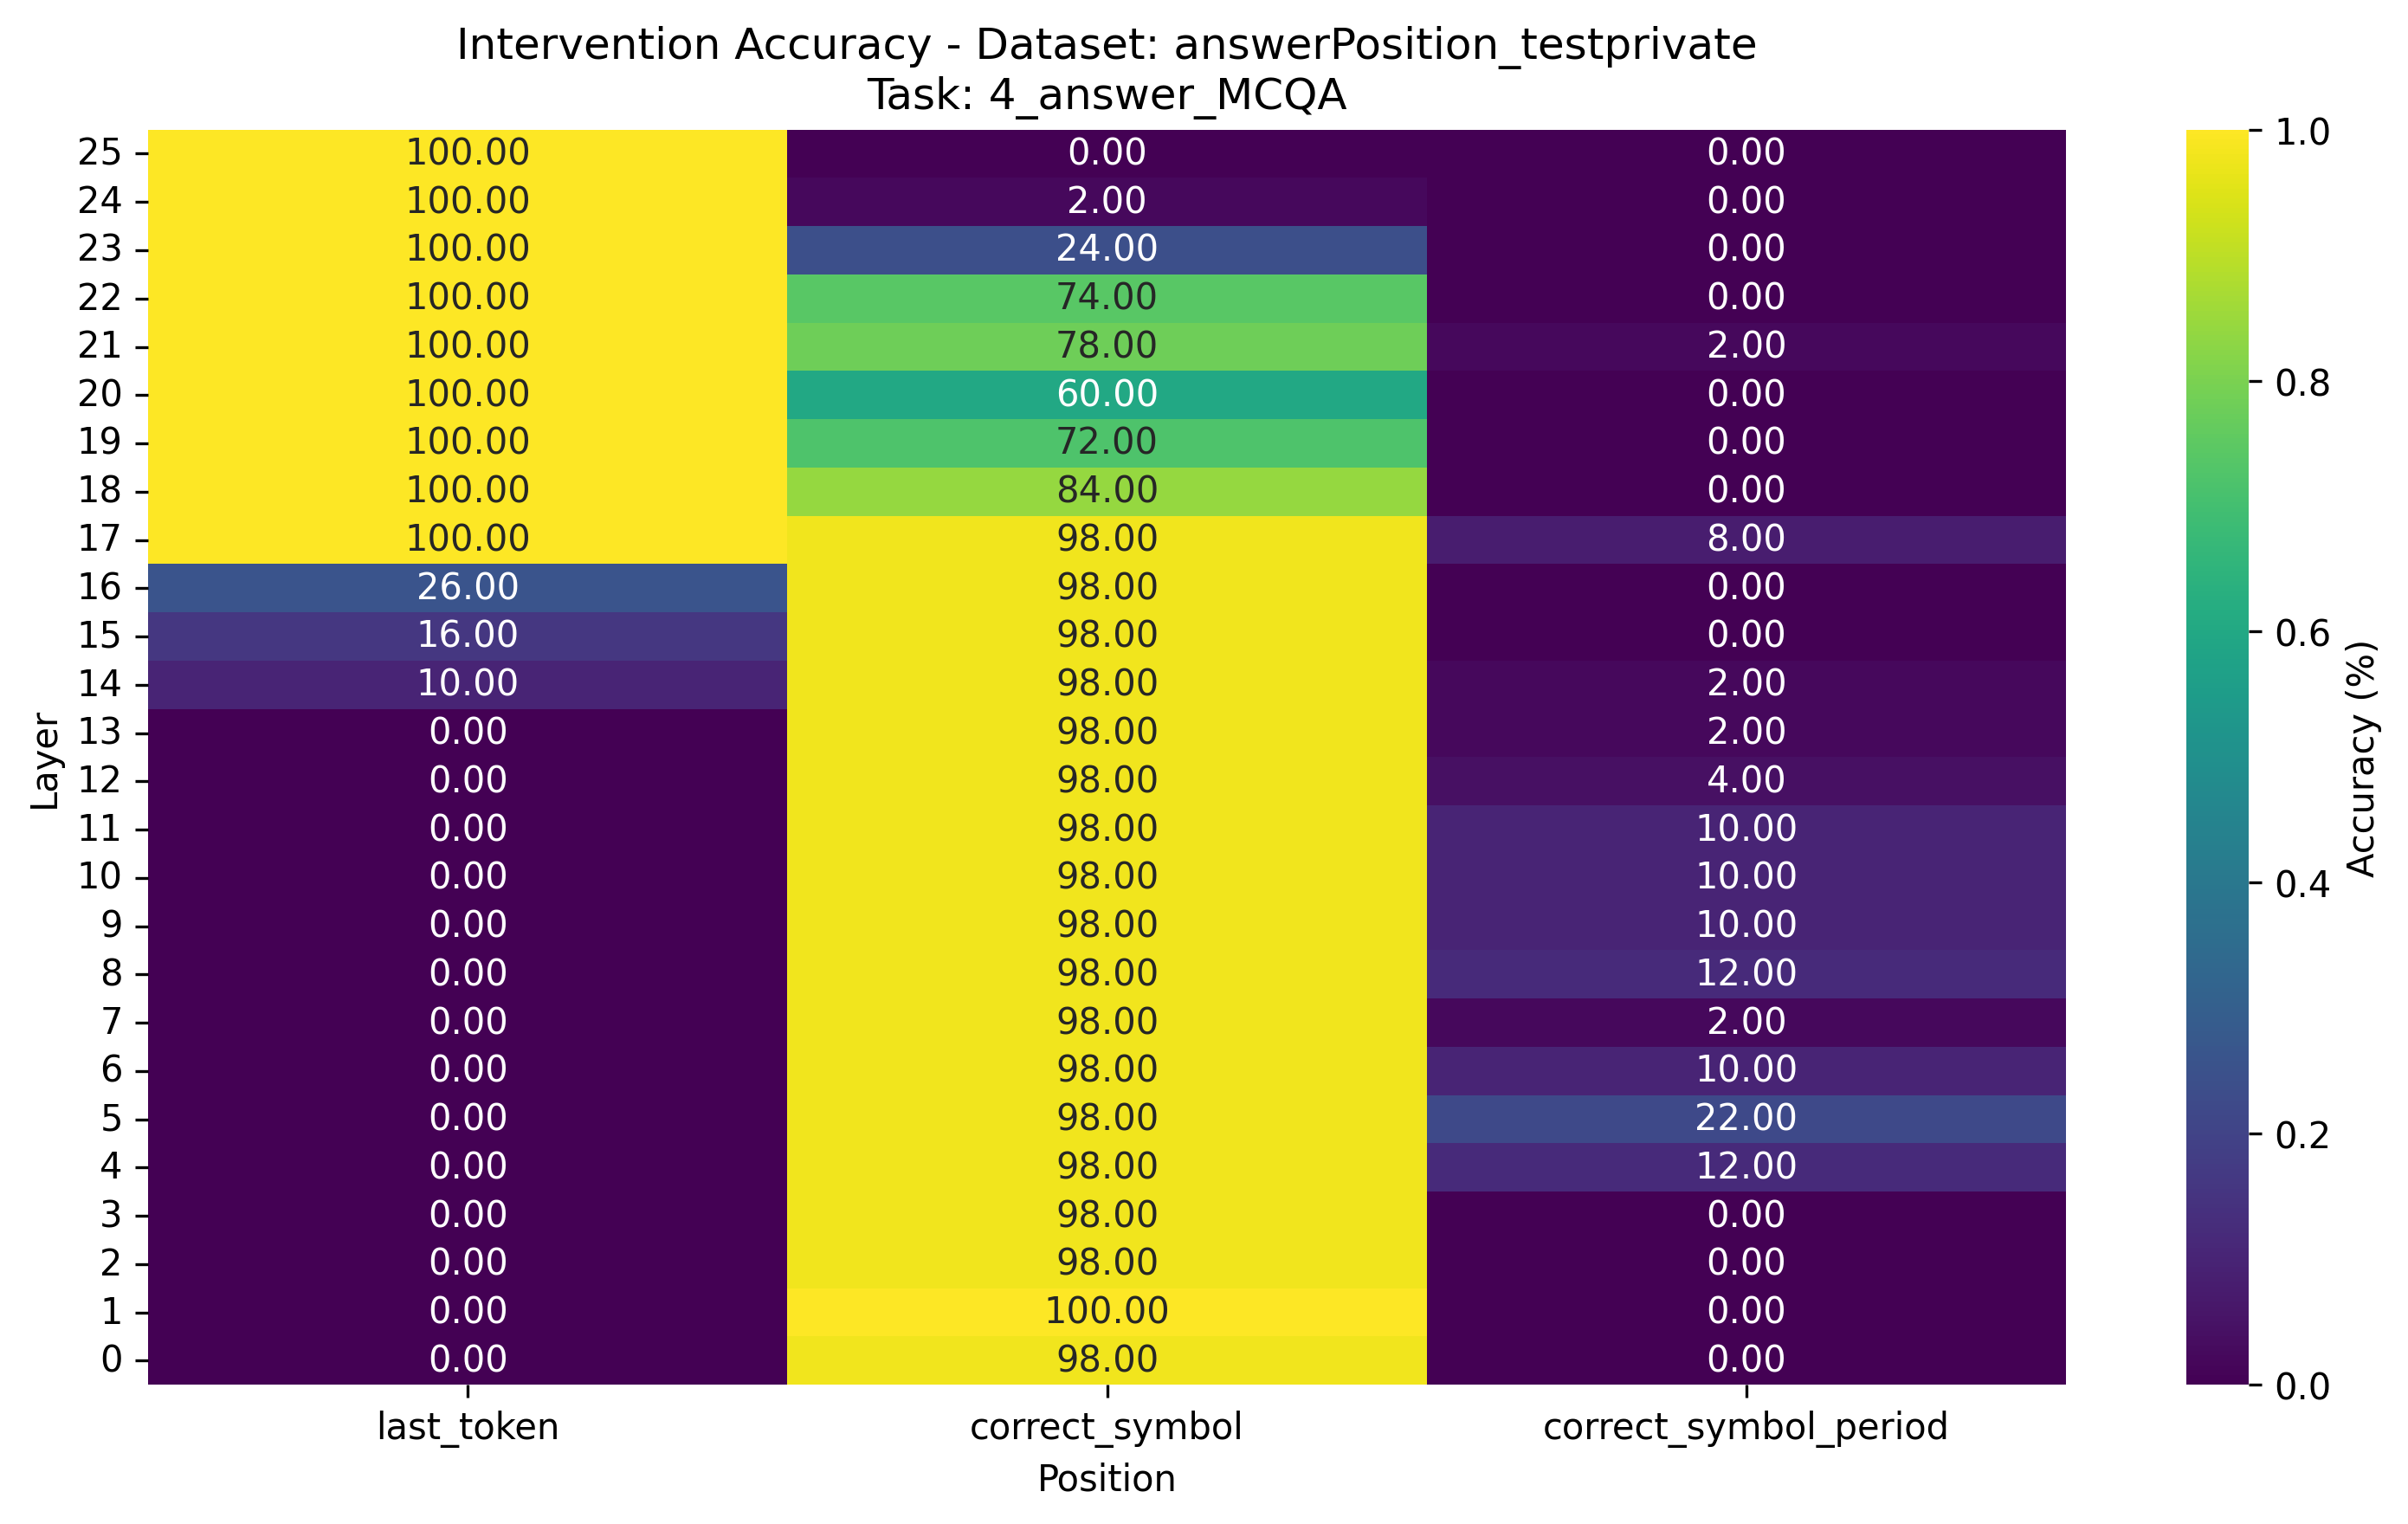 Intervention Accuracy - Dataset: answerPosition_testprivate
Task: 4_answer_MCQA
25 100.00 0.00 0.00
24 100.00 2.00 0.00
23 100.00 24.00 0.00
22 100.00 74.00 0.00
21 100.00 78.00 2.00
20 100.00 60.00 0.00
19 100.00 72.00 0.00
18 100.00 84.00 0.00
17 100.00 98.00 8.00
16 26.00 98.00 0.00
15 16.00 98.00 0.00
14 10.00 98.00 2.00
13 0.00 98.00 2.00
12 0.00 98.00 4.00
11 0.00 98.00 10.00
10 0.00 98.00 10.00
9 0.00 98.00 10.00
8 0.00 98.00 12.00
7 0.00 98.00 2.00
6 0.00 98.00 10.00
5 0.00 98.00 22.00
4 0.00 98.00 12.00
3 0.00 98.00 0.00
2 0.00 98.00 0.00
1 0.00 100.00 0.00
0 0.00 98.00 0.00
Layer
last_token correct_symbol correct_symbol_period
Position
1.0
0.8
0.6
0.4
0.2
0.0
Accuracy (%)